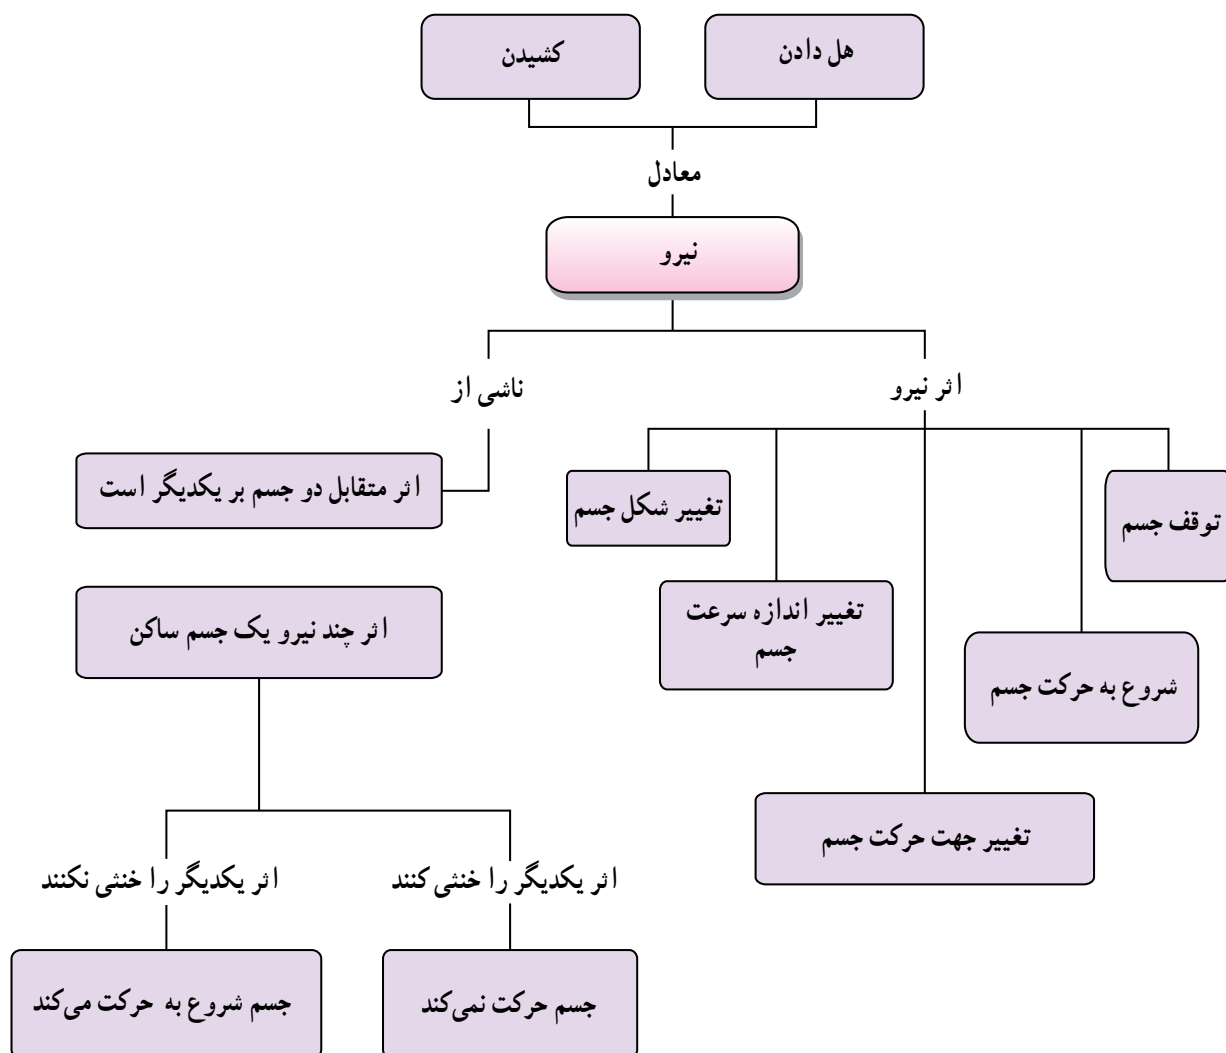 هل دادن
کشیدن
معادل
نیرو
اثر نیرو
ناشی از
توقف جسم
شروع به حرکت جسم
تغییر جهت حرکت جسم
تغییر اندازه سرعت
جسم
تغییر شکل جسم
اثر متقابل دو جسم بر یکدیگر است
اثر چند نیرو یک جسم ساکن
اثر یکدیگر را خنثی کنند
اثر یکدیگر را خنثی نکنند
جسم حرکت نمی‌کند
جسم شروع به حرکت می‌کند